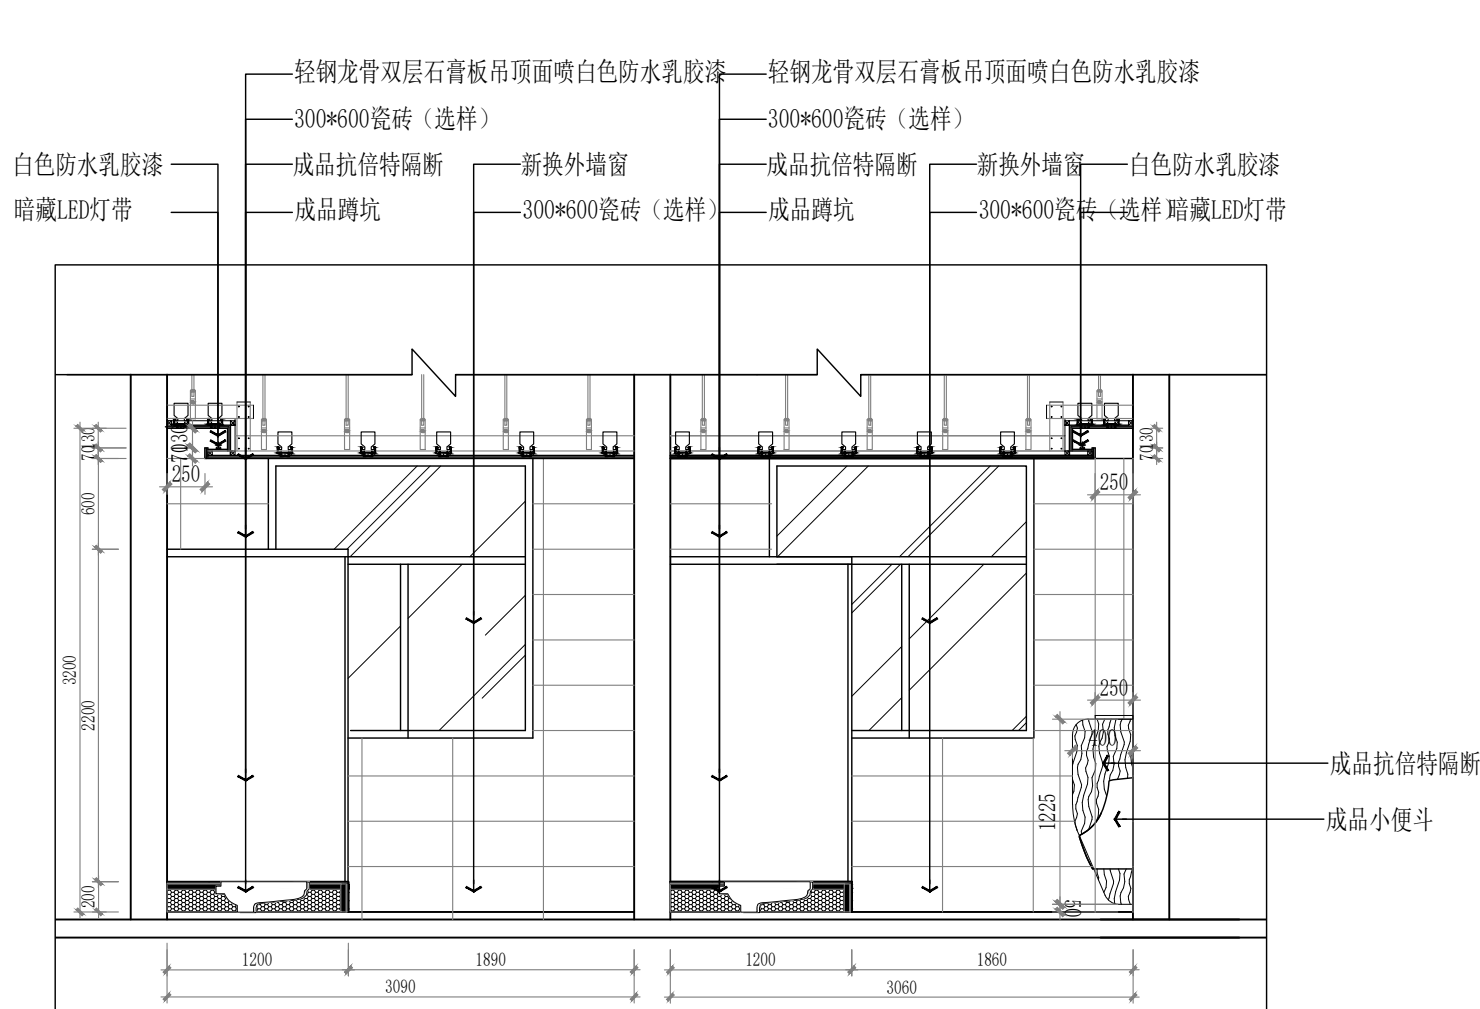 轻钢龙骨双层石膏板吊顶面喷白色防水乳胶漆
轻钢龙骨双层石膏板吊顶面喷白色防水乳胶漆
300*600瓷砖（选样）
300*600瓷砖（选样）
白色防水乳胶漆
成品抗倍特隔断
新换外墙窗
成品抗倍特隔断
新换外墙窗
白色防水乳胶漆
暗藏LED灯带
成品蹲坑
300*600瓷砖（选样）
成品蹲坑
300*600瓷砖（选样）
暗藏LED灯带
130
70
130
70
130
70
250
250
600
3200
2200
250
400
成品抗倍特隔断
1225
成品小便斗
200
50
1200
1890
1200
1860
3090
3060